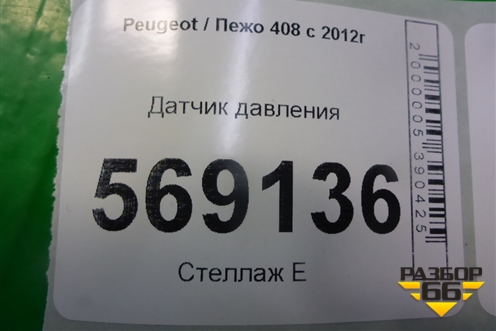 Peugeot / Пежо 408 с 2012г
Датчик давления
569136
Стеллаж Е
2000005390425
РАЗБОР
66